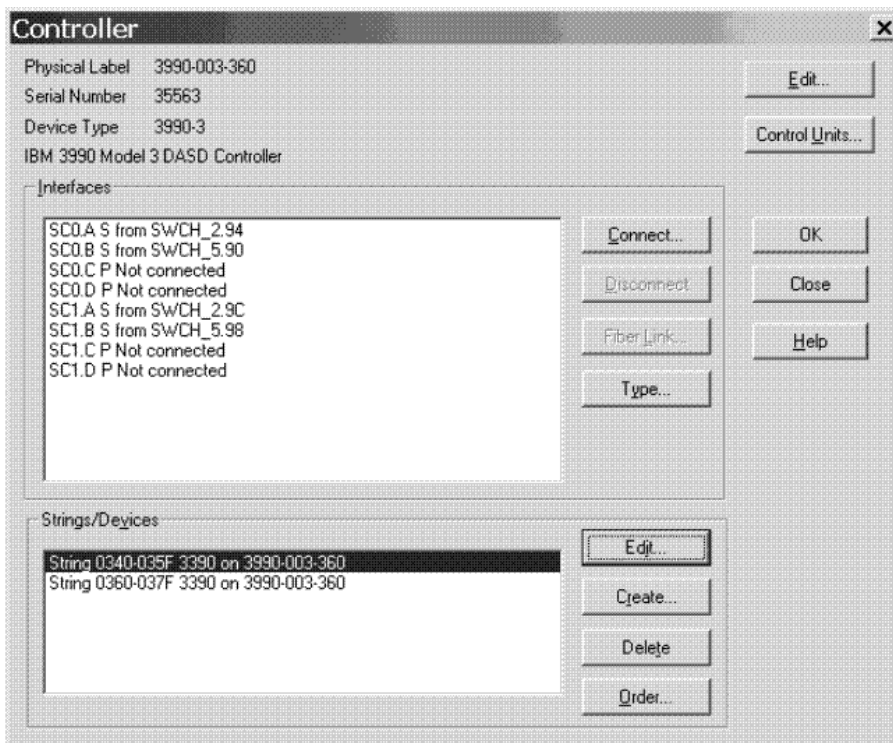 Controller
Physical Label 3990-003-360
Edit...
Serial Number 35563
Device Type 3990-3
Control Units...
IBM 3990 Model 3 DASD Controller
Interfaces
SC0.A S from SWCH_2.94
SC0.B S from SWCH_5.90
SC0.C P Not connected
SC0.D P Not connected
SC1.A S from SWCH_2.9C
SC1.B S from SWCH_5.98
SC1.C P Not connected
SC1.D P Not connected
Connect...
Disconnect
Fiber Link...
Type...
OK
Close
Help
Strings/Devices
String 0340-035F 3390 on 3990-003-360
String 0360-037F 3390 on 3990-003-360
Edit...
Create...
Delete
Order...